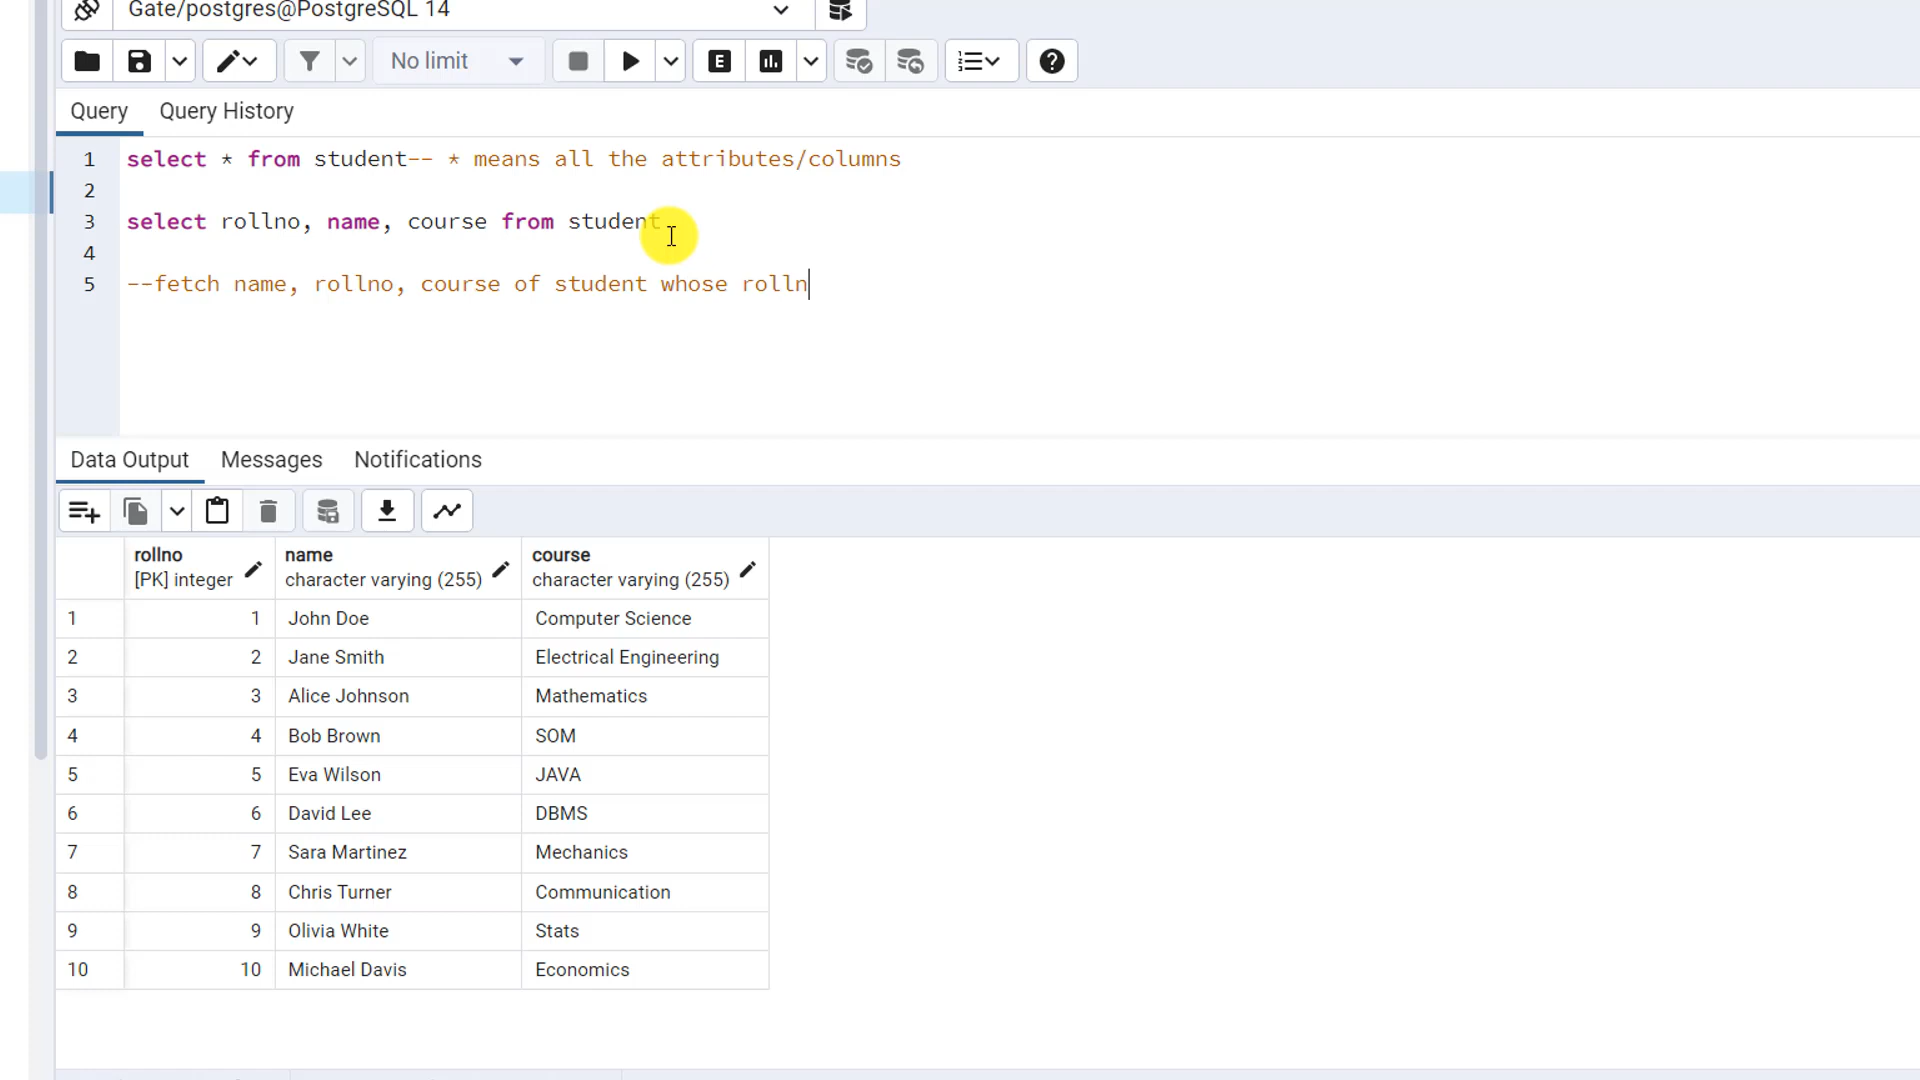 Gate/postgres@PostgreSQL 14
No limit
E
Query Query History
1 select * from student-- * means all the attributes/columns
2
3 select rollno, name, course from student
4
5 --fetch name, rollno, course of student whose rolln
Data Output Messages Notifications
rollno name course
[PK] integer character varying (255) character varying (255)
1 1 John Doe Computer Science
2 2 Jane Smith Electrical Engineering
3 3 Alice Johnson Mathematics
4 4 Bob Brown SOM
5 5 Eva Wilson JAVA
6 6 David Lee DBMS
7 7 Sara Martinez Mechanics
8 8 Chris Turner Communication
9 9 Olivia White Stats
10 10 Michael Davis Economics